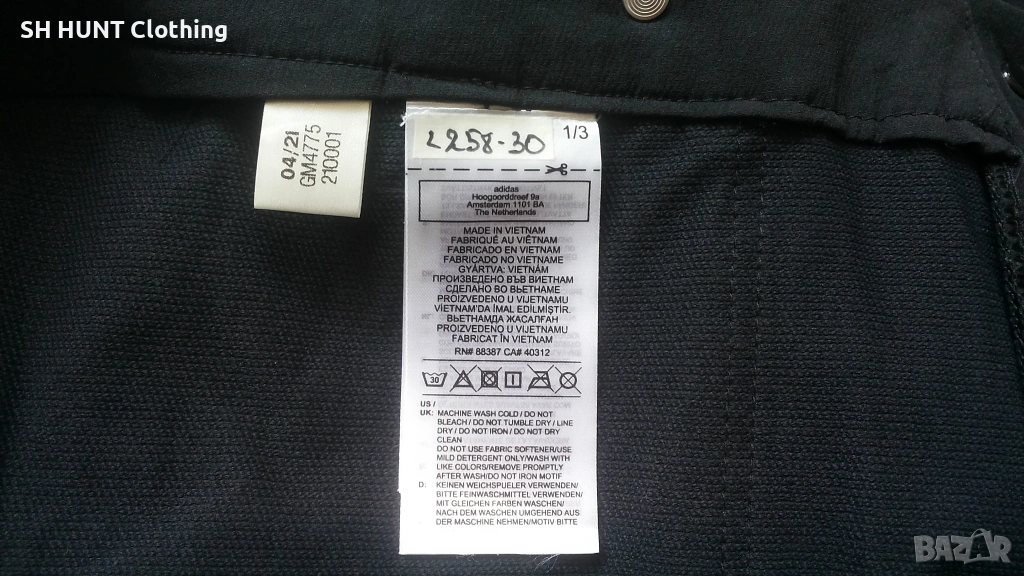 SH HUNT Clothing
04/21
GM4775
210001
L258-30
1/3
adidas
Hoogoorddreef 9a
Amsterdam 1101 BA
The Netherlands
MADE IN VIETNAM
FABRIQUÉ AU VIÊTNAM
FABRICADO EN VIETNAM
FABRICADO NO VIETNAME
GYÁRTVA: VIETNÁM
ПРОИЗВЕДЕНО ВЪВ ВИЕТНАМ
СДЕЛАНО ВО ВЬЕТНАМЕ
PROIZVEDENO U VIJETNAMU
VİETNAM'DA İMAL EDİLMİŞTİR.
ВЬЕТНАМДА ЖАСАЛҒАН
PROIZVEDENO U VIJETNAMU
FABRICAT ÎN VIETNAM
RN# 88387 CA# 40312
30
US /
UK: MACHINE WASH COLD / DO NOT
BLEACH / DO NOT TUMBLE DRY / LINE
DRY / DO NOT IRON / DO NOT DRY
CLEAN
DO NOT USE FABRIC SOFTENER/USE
MILD DETERGENT ONLY/WASH WITH
LIKE COLORS/REMOVE PROMPTLY
AFTER WASH/DO NOT IRON MOTIF
D: KEINEN WEICHSPUELER VERWENDEN/
BITTE FEINWASCHMITTEL VERWENDEN/
MIT GLEICHEN FARBEN WASCHEN/
NACH DEM WASCHEN UMGEHEND AUS
DER MASCHINE NEHMEN/MOTIV BITTE
BAZAR